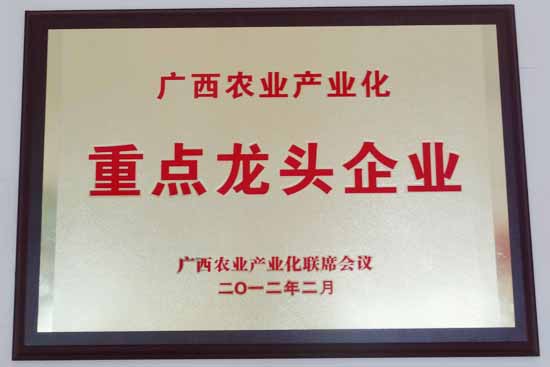 广西农业产业化
重点龙头企业
广西农业产业化联席会议
二〇一二年二月